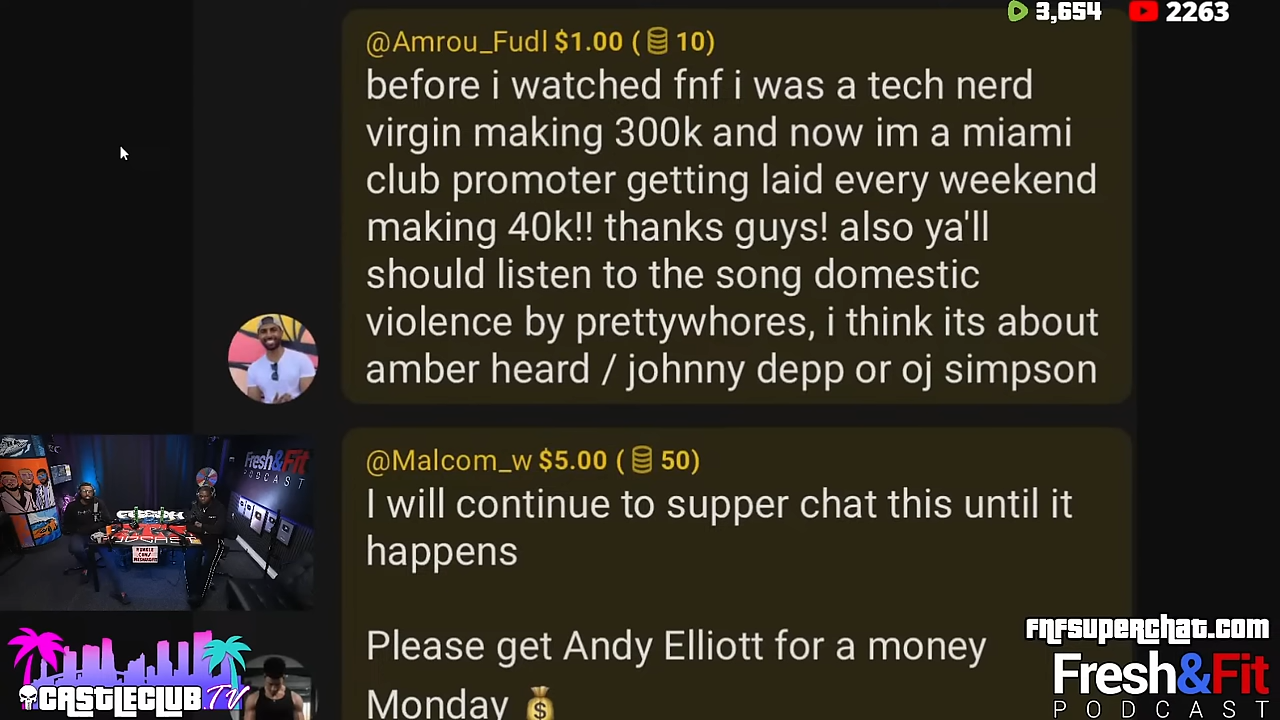 3,654 2263
@Amrou_Fudl $1.00 ( 10)
before i watched fnf i was a tech nerd
virgin making 300k and now im a miami
club promoter getting laid every weekend
making 40k!! thanks guys! also ya'll
should listen to the song domestic
violence by prettywhores, i think its about
amber heard / johnny depp or oj simpson
@Malcom_w $5.00 ( 50)
I will continue to supper chat this until it
happens
Please get Andy Elliott for a money
Monday 💰
Fresh&Fit
PODCAST
CASTLECLUB.TV
FNFSUPERCHAT.COM
Fresh&Fit
PODCAST